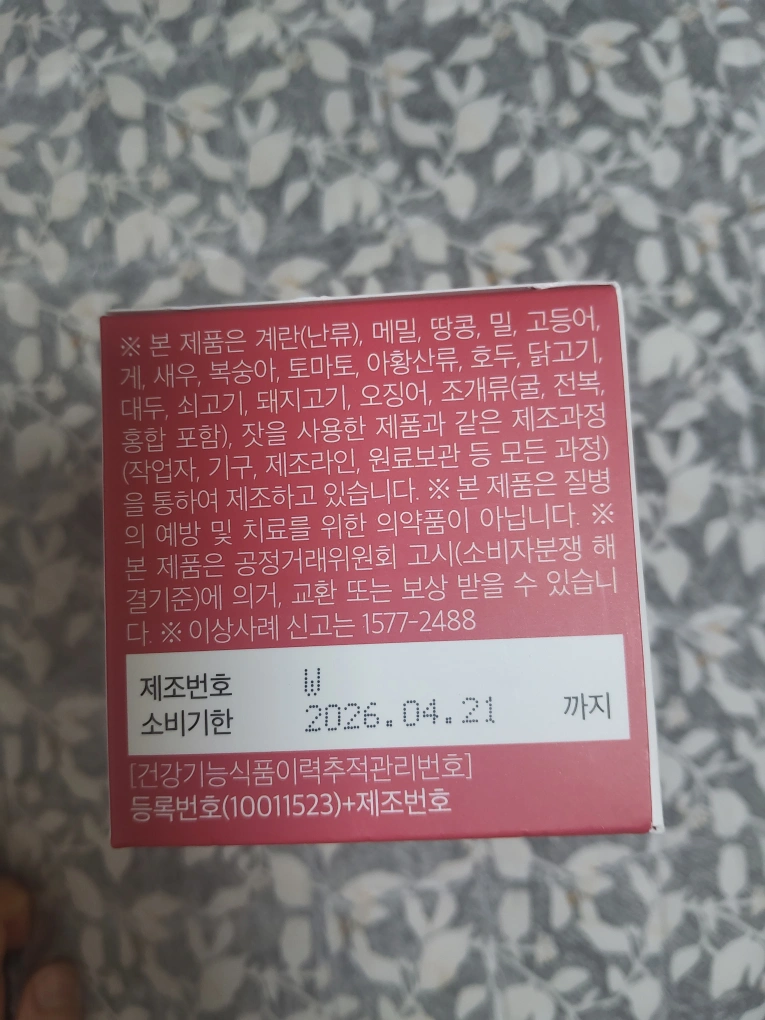 ※ 본 제품은 계란(난류), 메밀, 땅콩, 밀, 고등어,
게, 새우, 복숭아, 토마토, 아황산류, 호두, 닭고기,
대두, 쇠고기, 돼지고기, 오징어, 조개류(굴, 전복,
홍합 포함), 잣을 사용한 제품과 같은 제조과정
(작업자, 기구, 제조라인, 원료보관 등 모든 과정)
을 통하여 제조하고 있습니다. ※ 본 제품은 질병
의 예방 및 치료를 위한 의약품이 아닙니다. ※
본 제품은 공정거래위원회 고시(소비자분쟁 해
결기준)에 의거, 교환 또는 보상 받을 수 있습니
다. ※ 이상사례 신고는 1577-2488
제조번호 W
소비기한 2026.04.21 까지
[건강기능식품이력추적관리번호]
등록번호(10011523)+제조번호